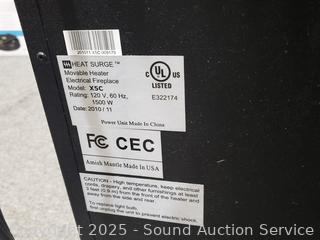 HEAT SURGE™
Movable Heater
Electrical Fireplace
Model: X5C
Rating: 120 V, 60 Hz,
1500 W
Date: 2010 / 11
C UL US
LISTED
E322174
Power Unit Made In China
FC CEC
Amish Mantle Made In USA
CAUTION - High temperature, keep electrical
cords, drapery, and other furnishings at least
3 feet (0.9 m) from the front of the heater and
away from the side and rear.
To replace light bulb,
first unplug the unit to prevent electric shock.
Copyright 2025 - Sound Auction Service